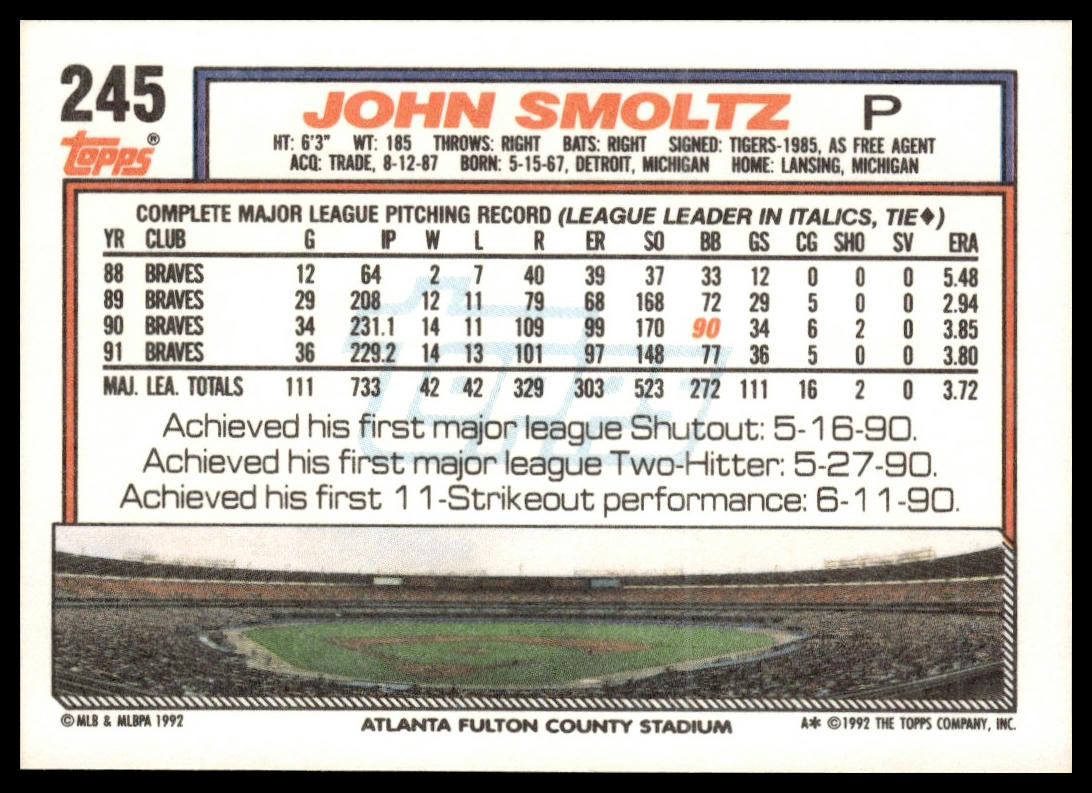 245
JOHN SMOLTZ P
topps®
HT: 6'3" WT: 185 THROWS: RIGHT BATS: RIGHT SIGNED: TIGERS-1985, AS FREE AGENT
ACQ: TRADE, 8-12-87 BORN: 5-15-67, DETROIT, MICHIGAN HOME: LANSING, MICHIGAN
COMPLETE MAJOR LEAGUE PITCHING RECORD (LEAGUE LEADER IN ITALICS, TIE♦)
YR CLUB G IP W L R ER SO BB GS CG SHO SV ERA
88 BRAVES 12 64 2 7 40 39 37 33 12 0 0 0 5.48
89 BRAVES 29 208 12 11 79 68 168 72 29 5 0 0 2.94
90 BRAVES 34 231.1 14 11 109 99 170 90 34 6 2 0 3.85
91 BRAVES 36 229.2 14 13 101 97 148 77 36 5 0 0 3.80
MAJ. LEA. TOTALS 111 733 42 42 329 303 523 272 111 16 2 0 3.72
topps
Achieved his first major league Shutout: 5-16-90.
Achieved his first major league Two-Hitter: 5-27-90.
Achieved his first 11-Strikeout performance: 6-11-90.
©MLB & MLBPA 1992 ATLANTA FULTON COUNTY STADIUM A* ©1992 THE TOPPS COMPANY, INC.